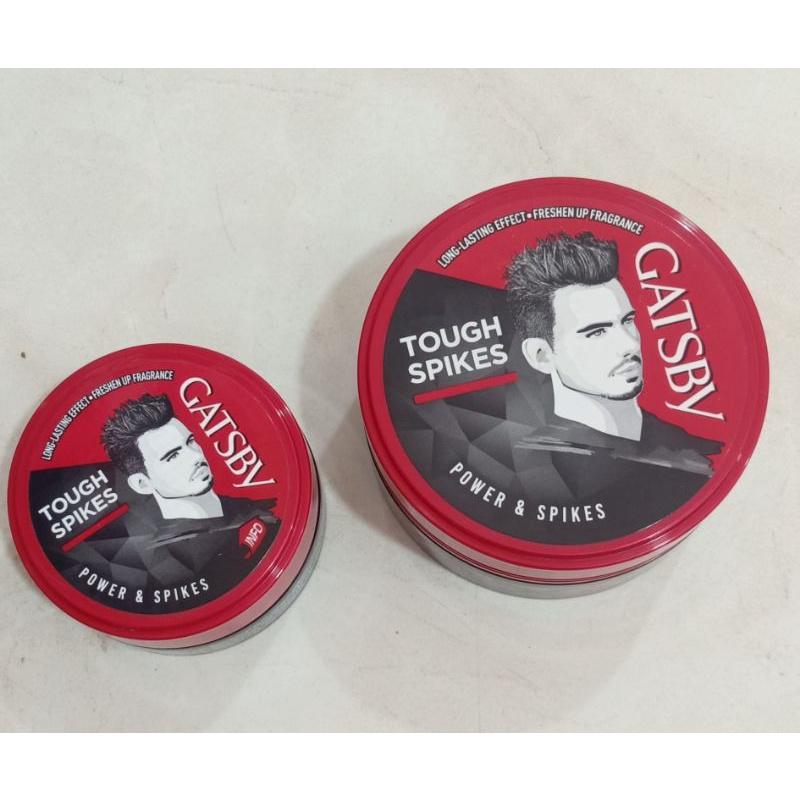 LONG-LASTING EFFECT • FRESHEN UP FRAGRANCE
GATSBY
TOUGH
SPIKES
INFO
POWER & SPIKES
LONG-LASTING EFFECT • FRESHEN UP FRAGRANCE
GATSBY
TOUGH
SPIKES
POWER & SPIKES